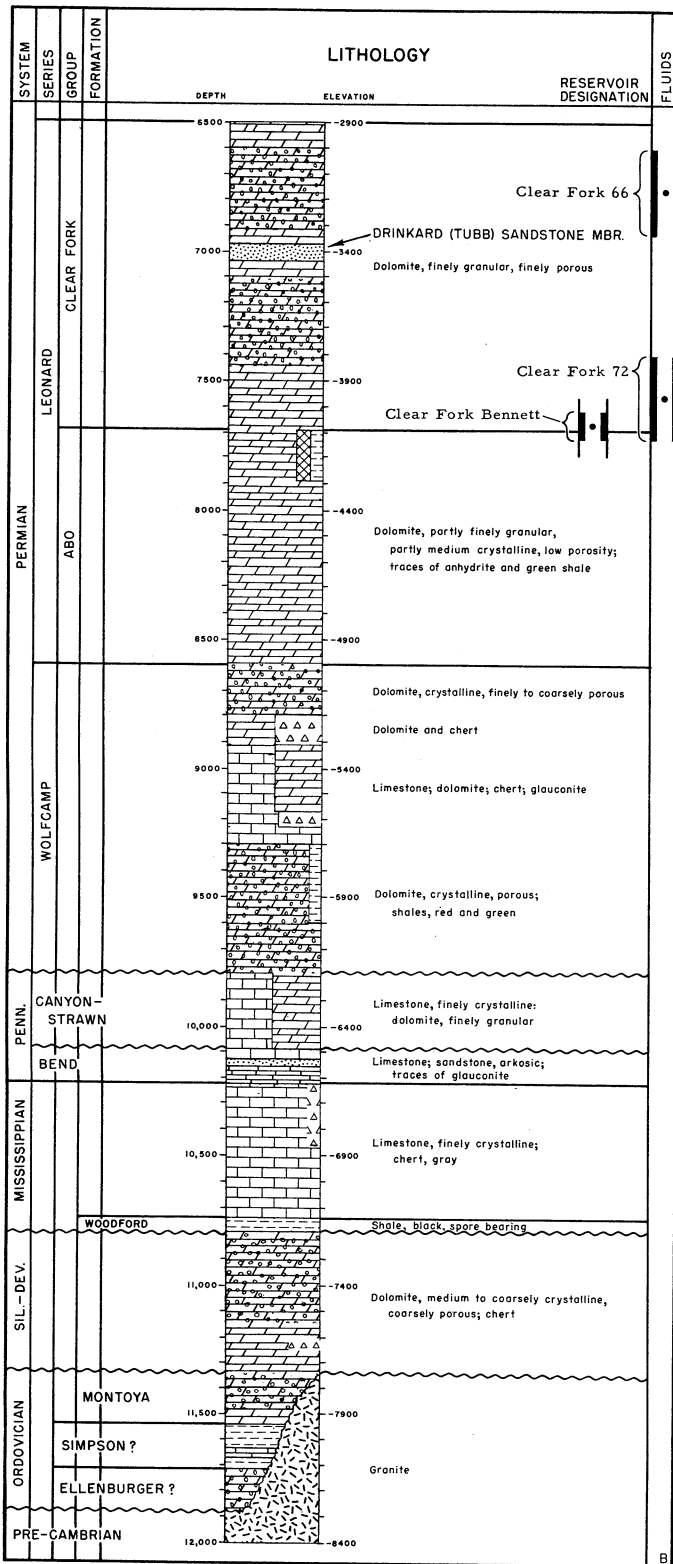 SYSTEM
SERIES
GROUP
FORMATION
LITHOLOGY
DEPTH
ELEVATION
RESERVOIR
DESIGNATION
FLUIDS
6500
-2900
Clear Fork 66
DRINKARD (TUBB) SANDSTONE MBR.
7000
-3400
Dolomite, finely granular, finely porous
CLEAR FORK
LEONARD
Clear Fork 72
7500
-3900
Clear Fork Bennett
PERMIAN
ABO
8000
-4400
Dolomite, partly finely granular,
partly medium crystalline, low porosity;
traces of anhydrite and green shale
8500
-4900
Dolomite, crystalline, finely to coarsely porous
Dolomite and chert
9000
-5400
Limestone; dolomite; chert; glauconite
WOLFCAMP
9500
-5900
Dolomite, crystalline, porous;
shales, red and green
PENN.
CANYON-
STRAWN
10,000
-6400
Limestone, finely crystalline:
dolomite, finely granular
BEND
Limestone; sandstone, arkosic;
traces of glauconite
MISSISSIPPIAN
10,500
-6900
Limestone, finely crystalline;
chert, gray
WOODFORD
Shale, black, spore bearing
SIL.-DEV.
11,000
-7400
Dolomite, medium to coarsely crystalline,
coarsely porous; chert
ORDOVICIAN
MONTOYA
11,500
-7900
SIMPSON ?
Granite
ELLENBURGER ?
PRE-CAMBRIAN
12,000
-8400
B